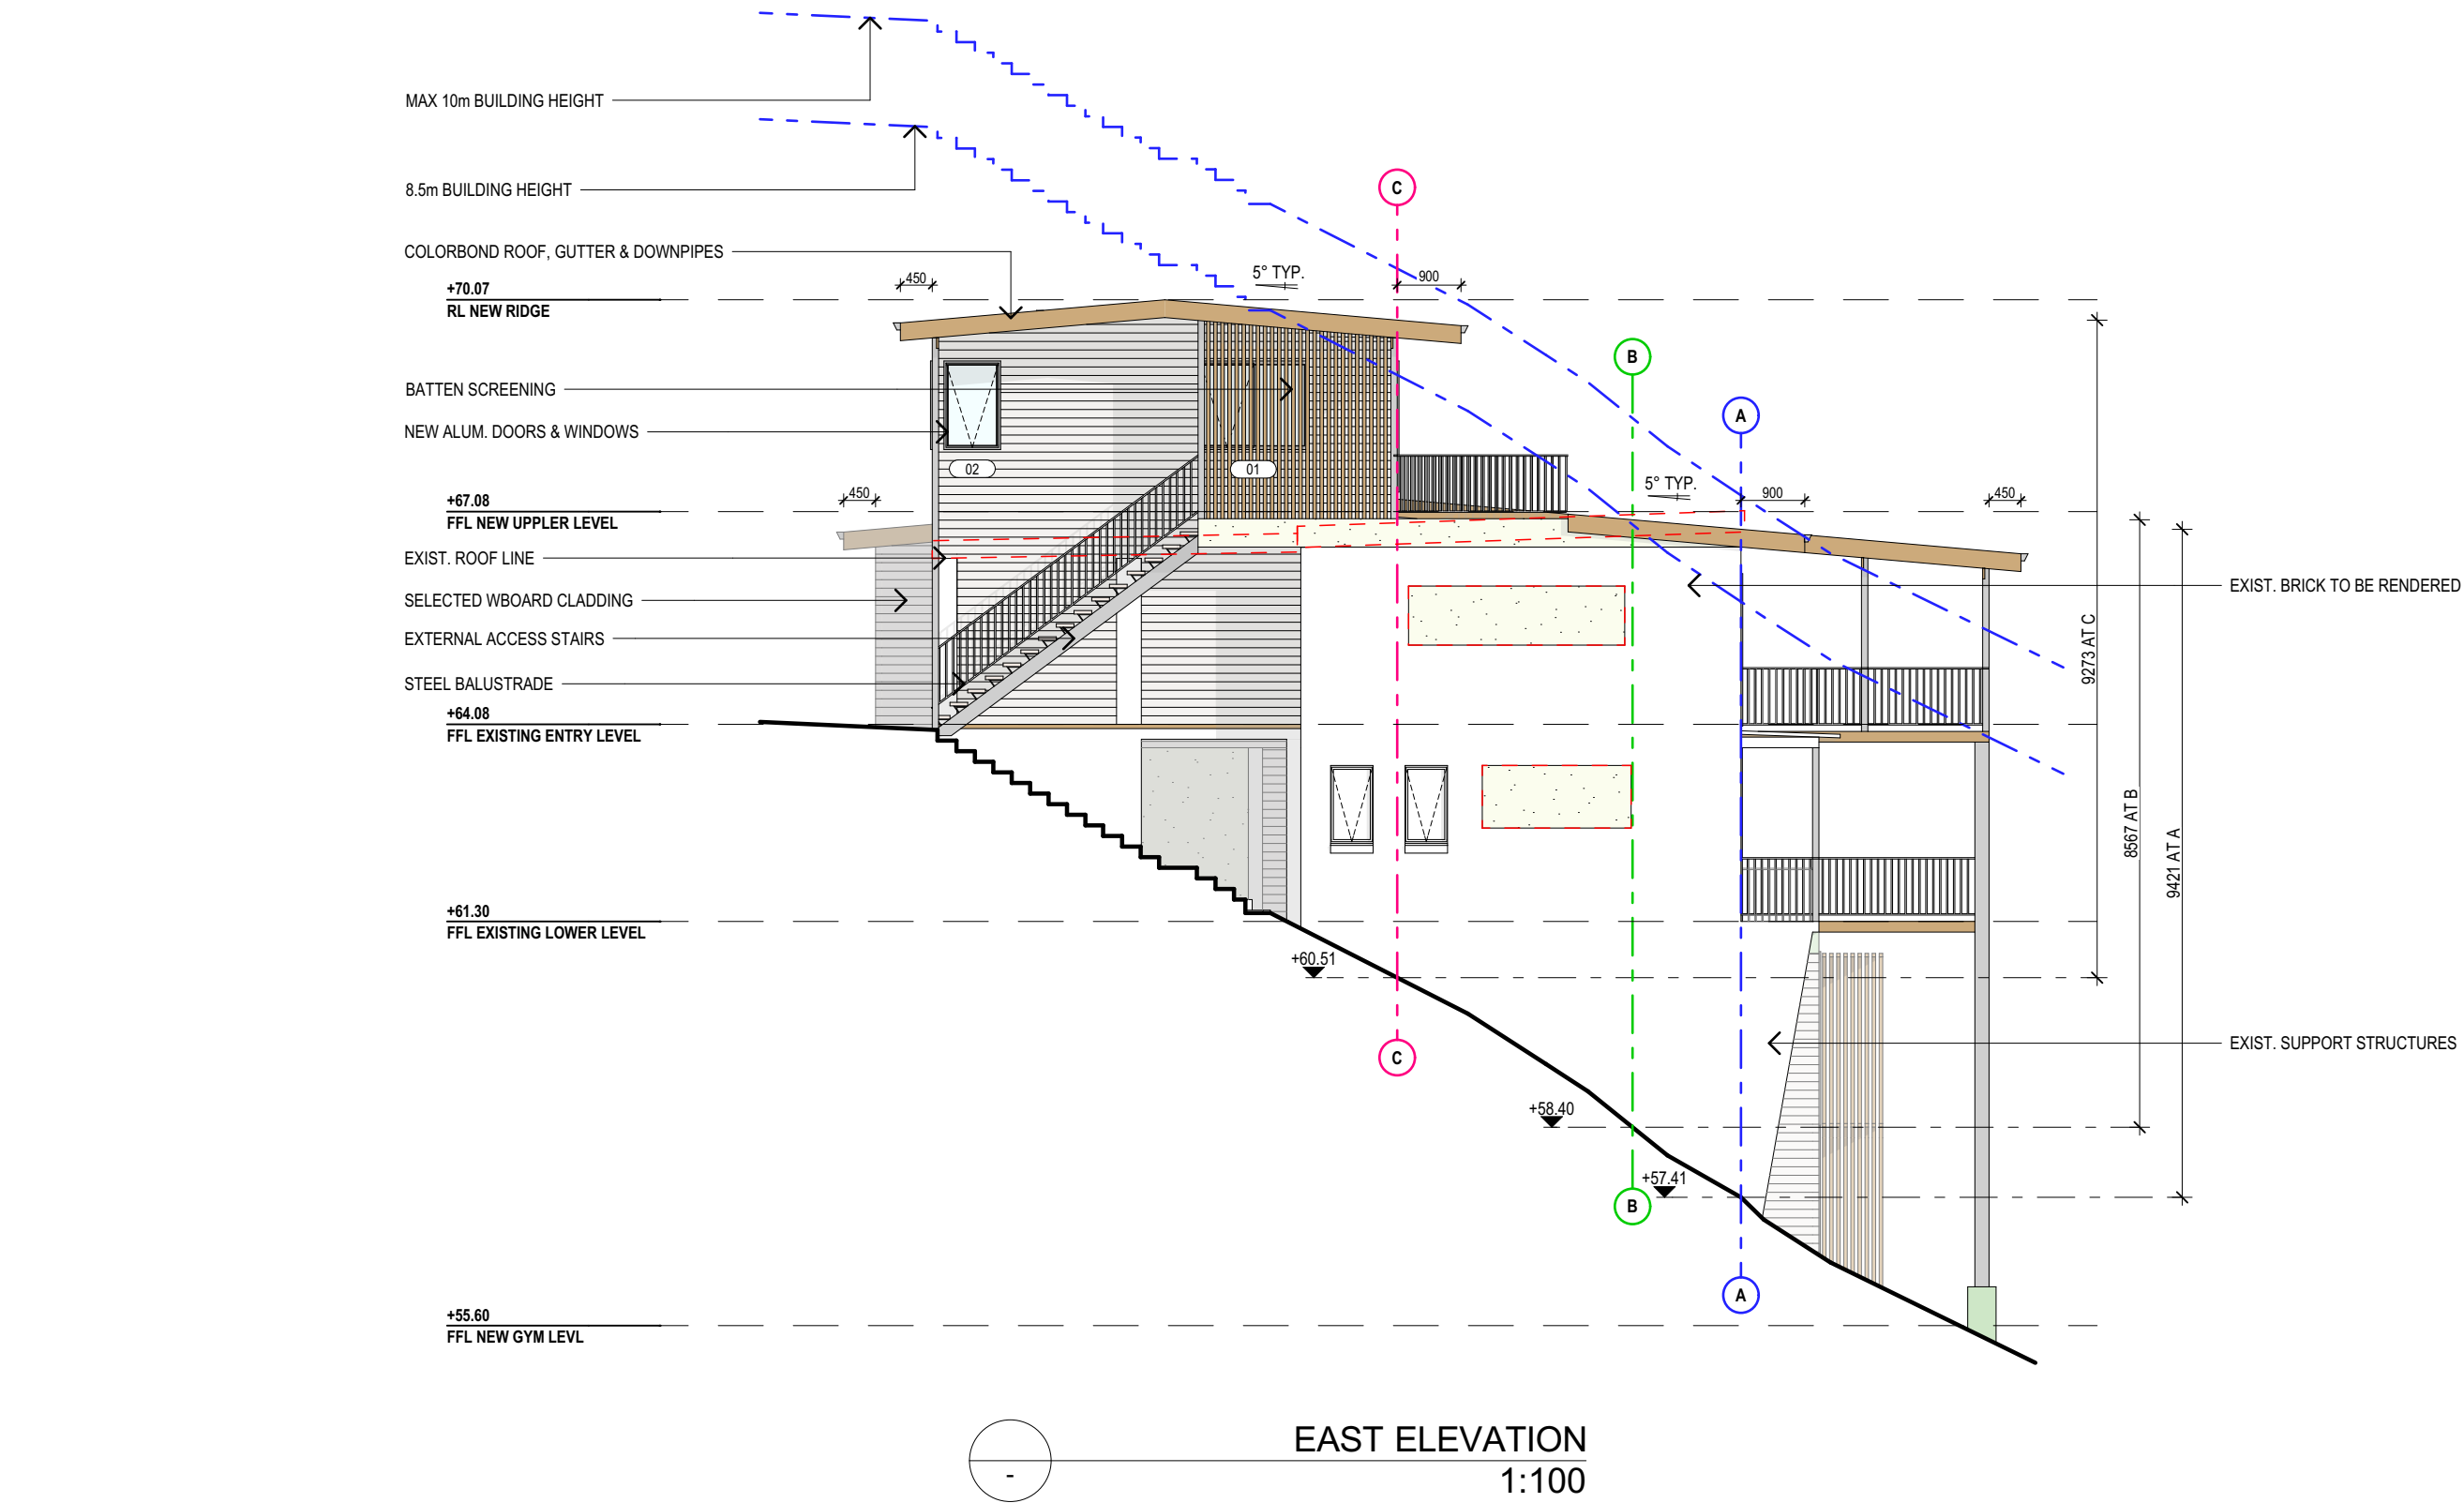 MAX 10m BUILDING HEIGHT
8.5m BUILDING HEIGHT
C
COLORBOND ROOF, GUTTER & DOWNPIPES
450
5° TYP.
900
+70.07
RL NEW RIDGE
B
BATTEN SCREENING
A
NEW ALUM. DOORS & WINDOWS
02
01
450
5° TYP.
900
450
+67.08
FFL NEW UPPLER LEVEL
EXIST. ROOF LINE
EXIST. BRICK TO BE RENDERED
SELECTED WBOARD CLADDING
EXTERNAL ACCESS STAIRS
9273 AT C
STEEL BALUSTRADE
+64.08
FFL EXISTING ENTRY LEVEL
8567 AT B
9421 AT A
+61.30
FFL EXISTING LOWER LEVEL
+60.51
EXIST. SUPPORT STRUCTURES
C
+58.40
+57.41
B
A
+55.60
FFL NEW GYM LEVL
EAST ELEVATION
-
1:100